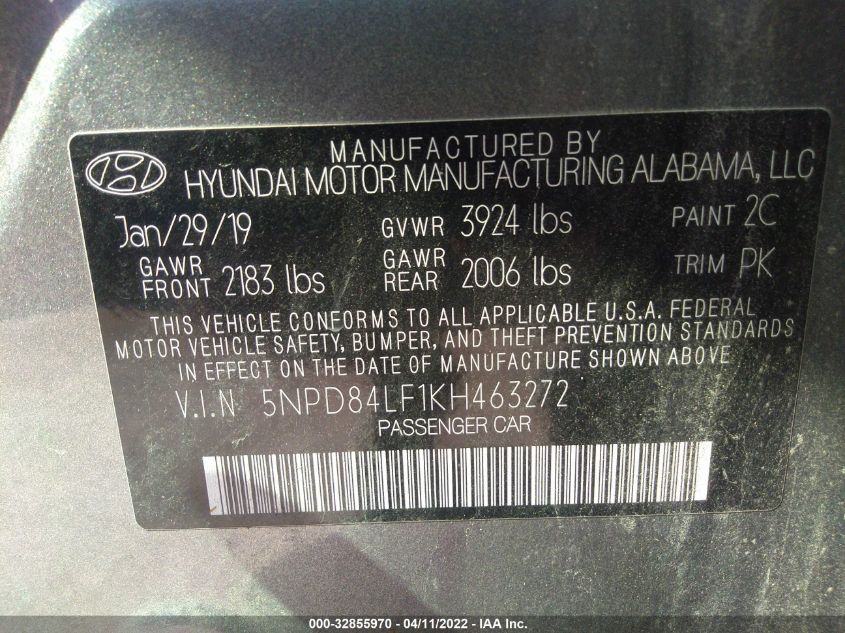 MANUFACTURED BY
HYUNDAI MOTOR MANUFACTURING ALABAMA, LLC
Jan/29/19 GVWR 3924 lbs PAINT 2C
GAWR FRONT 2183 lbs GAWR REAR 2006 lbs TRIM PK
THIS VEHICLE CONFORMS TO ALL APPLICABLE U.S.A. FEDERAL
MOTOR VEHICLE SAFETY, BUMPER, AND THEFT PREVENTION STANDARDS
IN EFFECT ON THE DATE OF MANUFACTURE SHOWN ABOVE
V.I.N 5NPD84LF1KH463272
PASSENGER CAR
000-32855970 - 04/11/2022 - IAA Inc.